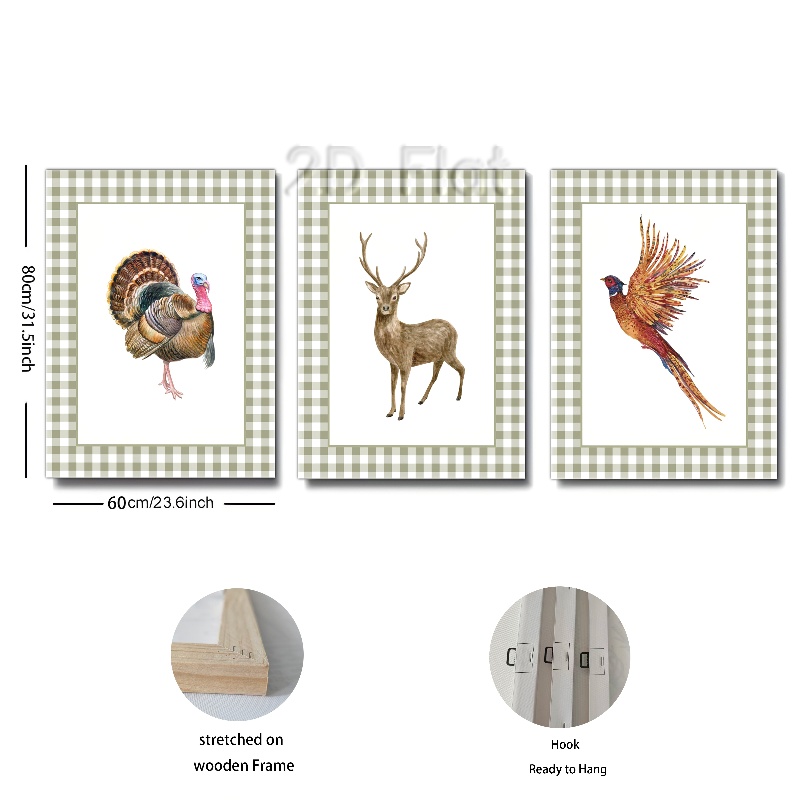 2D Flat
80cm/31.5inch
60cm/23.6inch
stretched on
wooden Frame
Hook
Ready to Hang